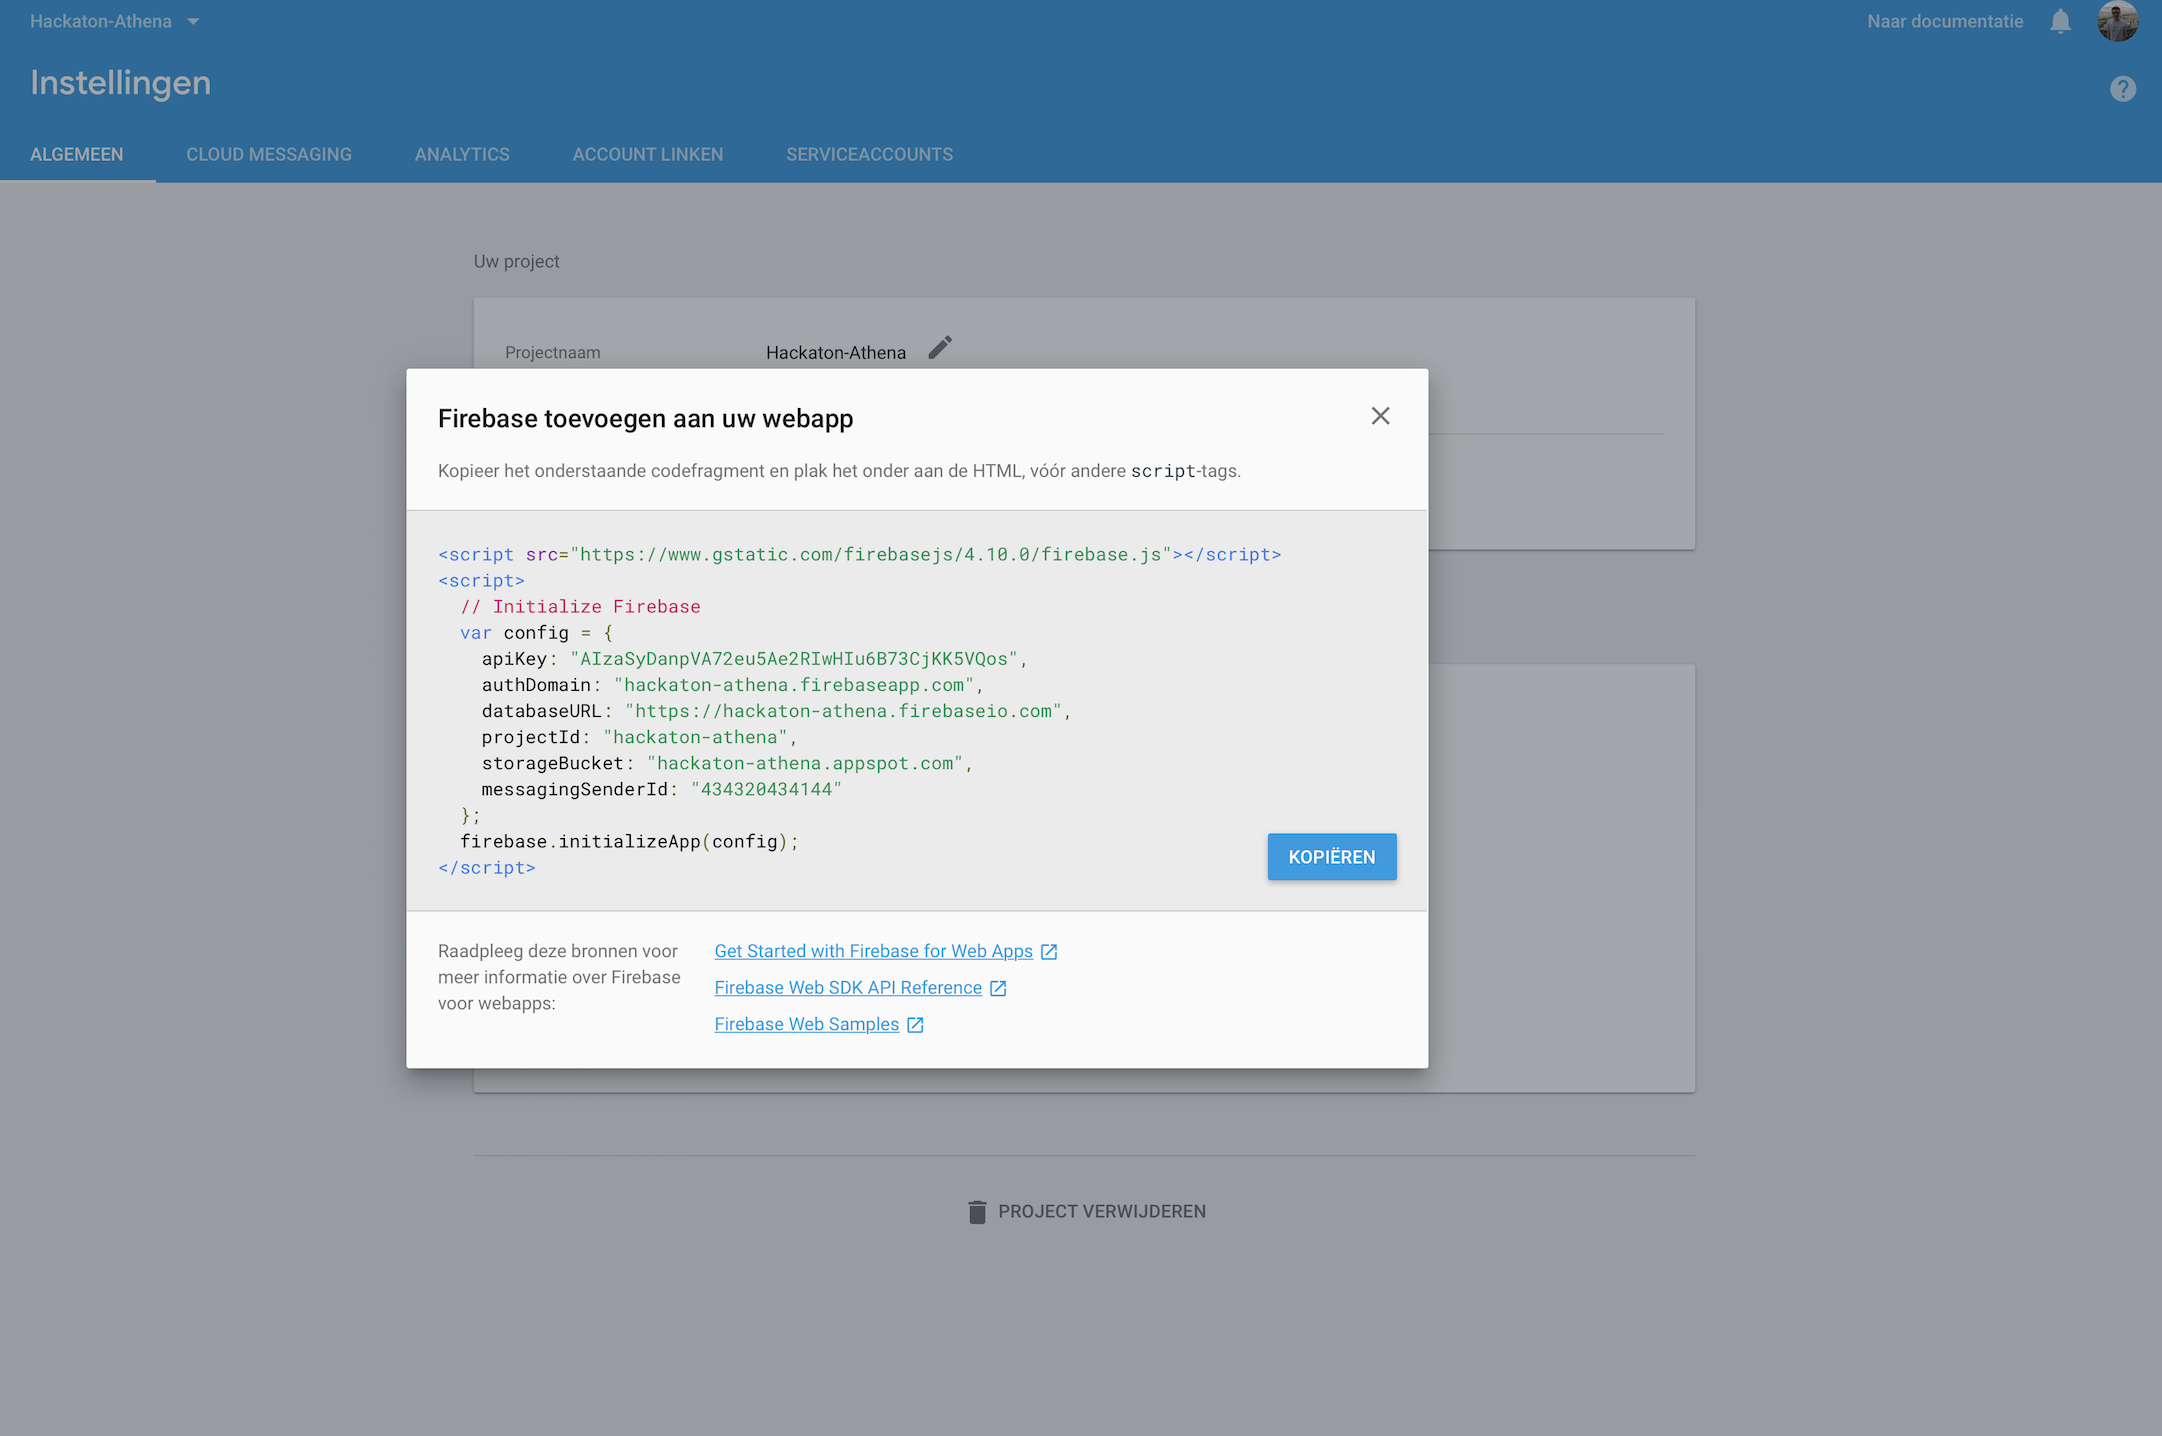 Hackaton-Athena
Naar documentatie
Instellingen
?
ALGEMEEN CLOUD MESSAGING ANALYTICS ACCOUNT LINKEN SERVICEACCOUNTS
Uw project
Projectnaam Hackaton-Athena
Firebase toevoegen aan uw webapp
Kopieer het onderstaande codefragment en plak het onder aan de HTML, vóór andere script-tags.
<script src="https://www.gstatic.com/firebasejs/4.10.0/firebase.js"></script>
<script>
  // Initialize Firebase
  var config = {
    apiKey: "AIzaSyDanpVA72eu5Ae2RIwHIu6B73CjKK5VQos",
    authDomain: "hackaton-athena.firebaseapp.com",
    databaseURL: "https://hackaton-athena.firebaseio.com",
    projectId: "hackaton-athena",
    storageBucket: "hackaton-athena.appspot.com",
    messagingSenderId: "434320434144"
  };
  firebase.initializeApp(config);
</script>
KOPIËREN
Raadpleeg deze bronnen voor
meer informatie over Firebase
voor webapps:
Get Started with Firebase for Web Apps
Firebase Web SDK API Reference
Firebase Web Samples
PROJECT VERWIJDEREN